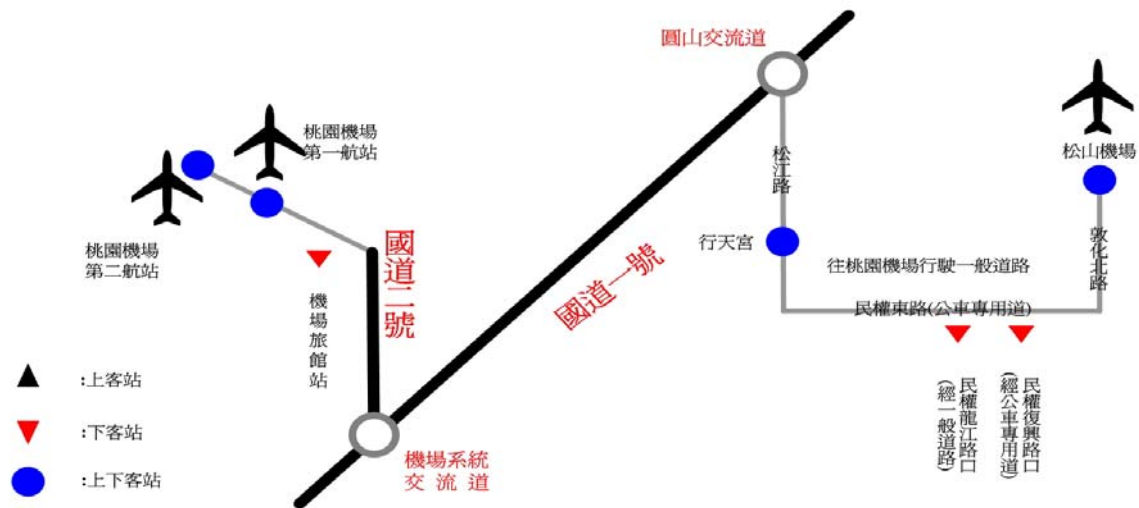 圓山交流道
桃園機場
第一航站
松山機場
松江路
桃園機場
第二航站
國道二號
行天宮
敦化北路
往桃園機場行駛一般道路
國道一號
機場旅館站
民權東路(公車專用道)
:上客站
:下客站
:上下客站
機場系統
交流道
民權復興路口
(經公車專用道)
民權龍江路口
(經一般道路)